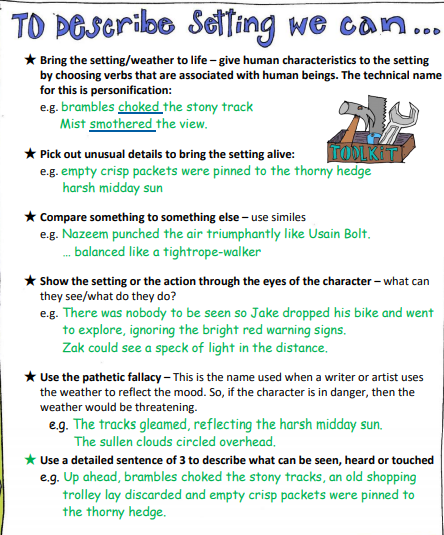 TO Describe Setting we can...
★ Bring the setting/weather to life – give human characteristics to the setting
by choosing verbs that are associated with human beings. The technical name
for this is personification:
e.g. brambles choked the stony track
Mist smothered the view.
TOOLKIT
★ Pick out unusual details to bring the setting alive:
e.g. empty crisp packets were pinned to the thorny hedge
harsh midday sun
★ Compare something to something else – use similes
e.g. Nazeem punched the air triumphantly like Usain Bolt.
... balanced like a tightrope-walker
★ Show the setting or the action through the eyes of the character – what can
they see/what do they do?
e.g. There was nobody to be seen so Jake dropped his bike and went
to explore, ignoring the bright red warning signs.
Zak could see a speck of light in the distance.
★ Use the pathetic fallacy – This is the name used when a writer or artist uses
the weather to reflect the mood. So, if the character is in danger, then the
weather would be threatening.
e.g. The tracks gleamed, reflecting the harsh midday sun.
The sullen clouds circled overhead.
★ Use a detailed sentence of 3 to describe what can be seen, heard or touched
e.g. Up ahead, brambles choked the stony tracks, an old shopping
trolley lay discarded and empty crisp packets were pinned to
the thorny hedge.